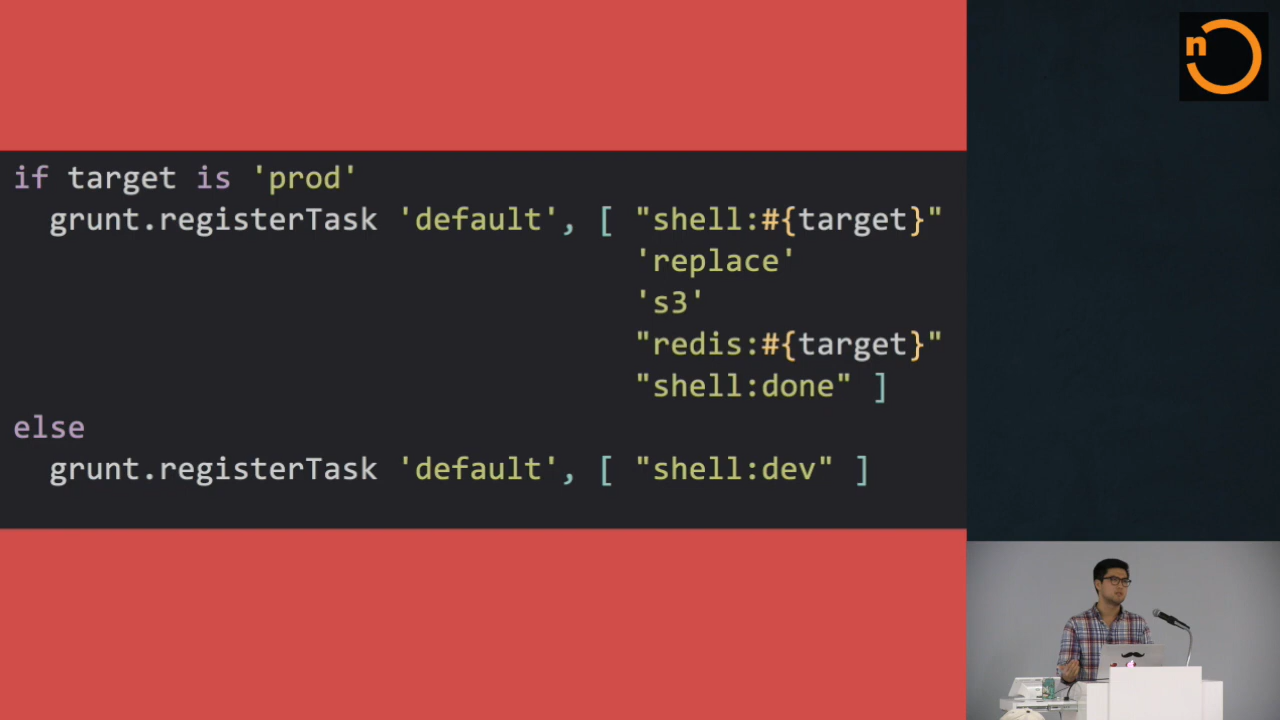 n
if target is 'prod'
  grunt.registerTask 'default', [ "shell:#{target}"
                                  'replace'
                                  's3'
                                  "redis:#{target}"
                                  "shell:done" ]
else
  grunt.registerTask 'default', [ "shell:dev" ]